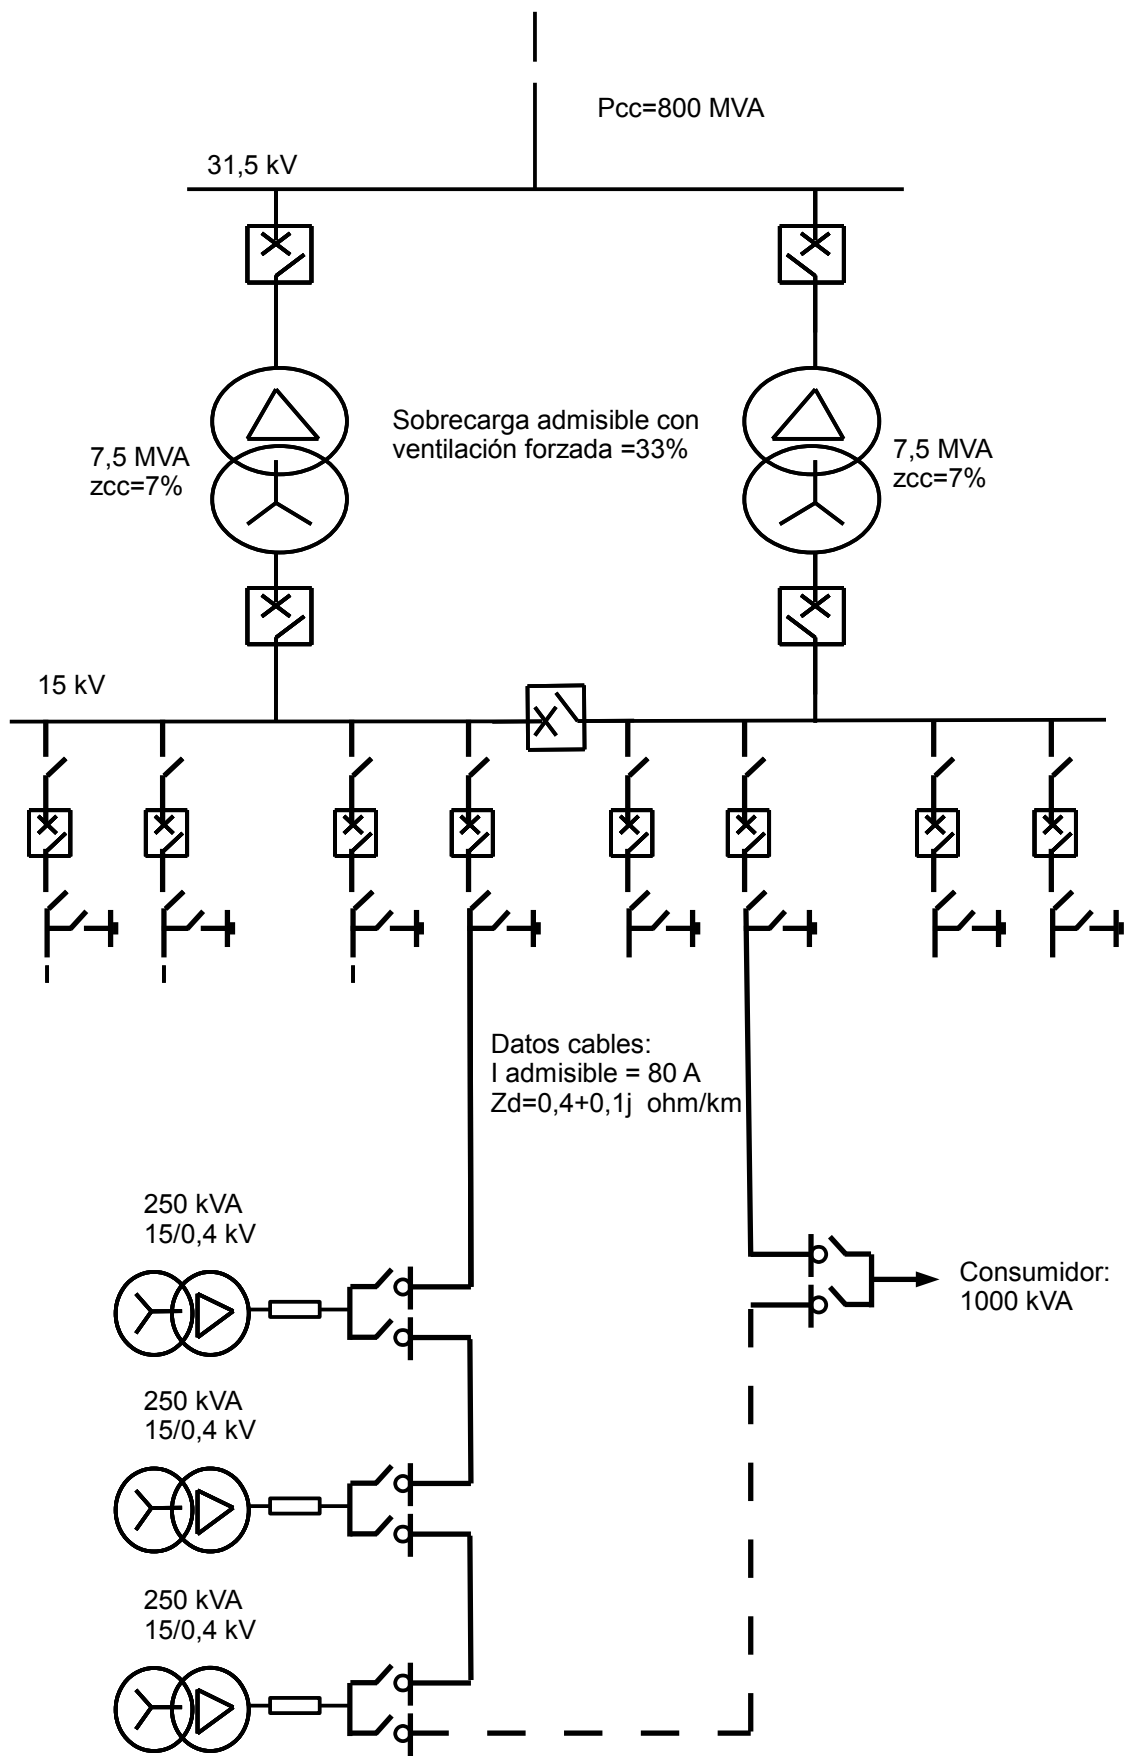 Pcc=800 MVA
31,5 kV
Sobrecarga admisible con
ventilación forzada =33%
7,5 MVA
zcc=7%
7,5 MVA
zcc=7%
15 kV
Datos cables:
I admisible = 80 A
Zd=0,4+0,1j  ohm/km
250 kVA
15/0,4 kV
Consumidor:
1000 kVA
250 kVA
15/0,4 kV
250 kVA
15/0,4 kV